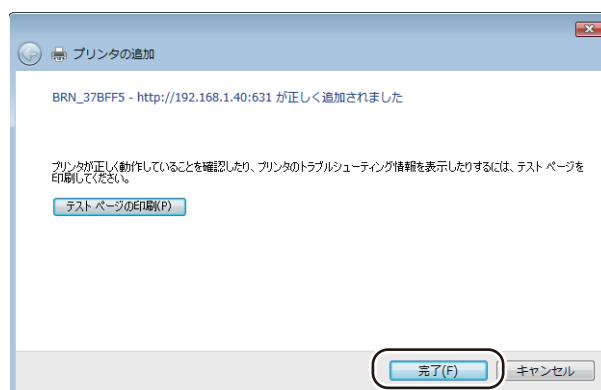 プリンタの追加
BRN_37BFF5 - http://192.168.1.40:631 が正しく追加されました
プリンタが正しく動作していることを確認したり、プリンタのトラブルシューティング情報を表示したりするには、テスト ページを
印刷してください。
テスト ページの印刷(P)
完了(F)
キャンセル